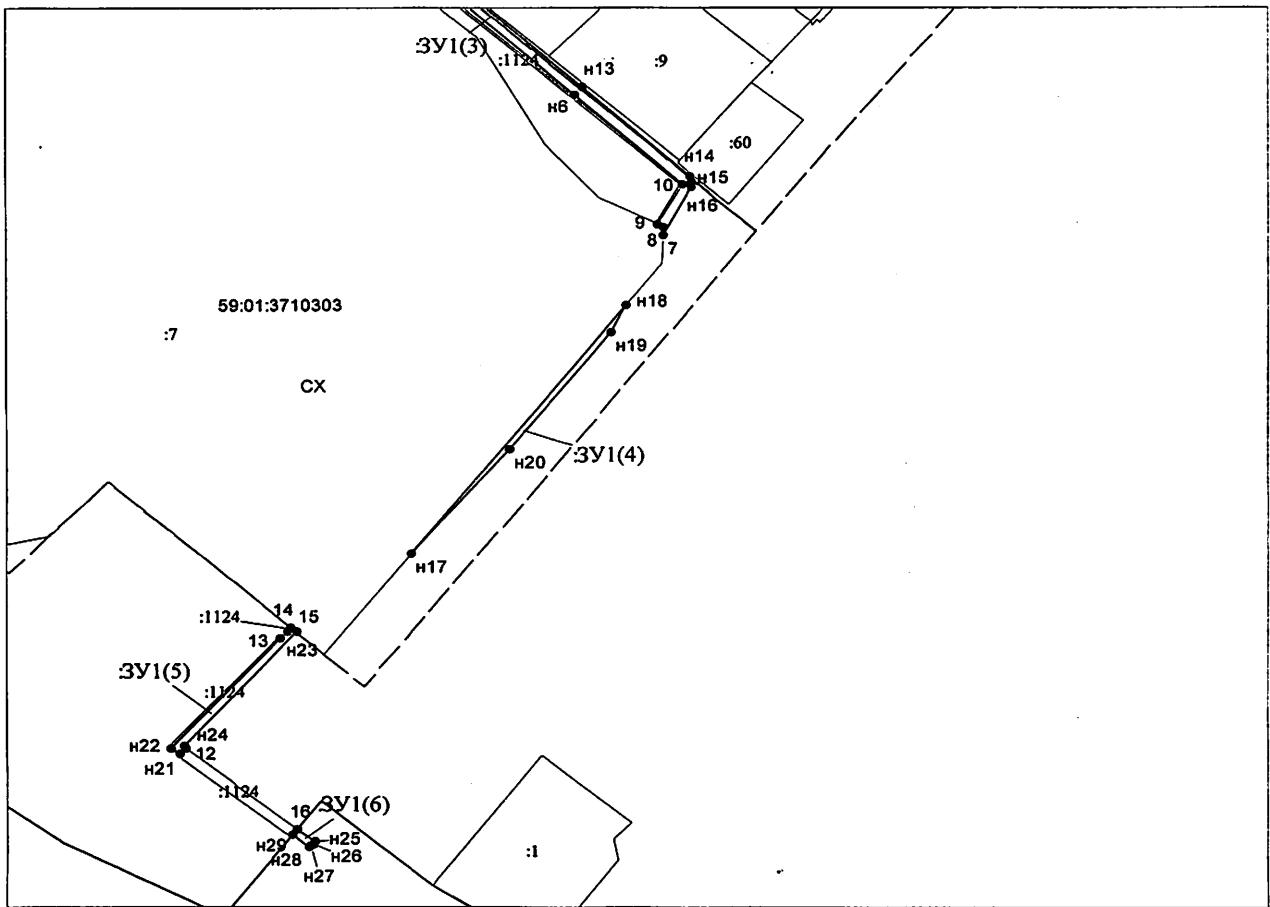 :ЗУ1(3)
:1124
:9
н13
н6
:60
н14
н15
10
н16
9
8
7
59:01:3710303
н18
:7
н19
СХ
н20
:ЗУ1(4)
н17
14
:1124
15
13
н23
:ЗУ1(5)
:1124
н24
н22
12
н21
:1124
:ЗУ1(6)
16
н29
н25
н28
н26
н27
:1